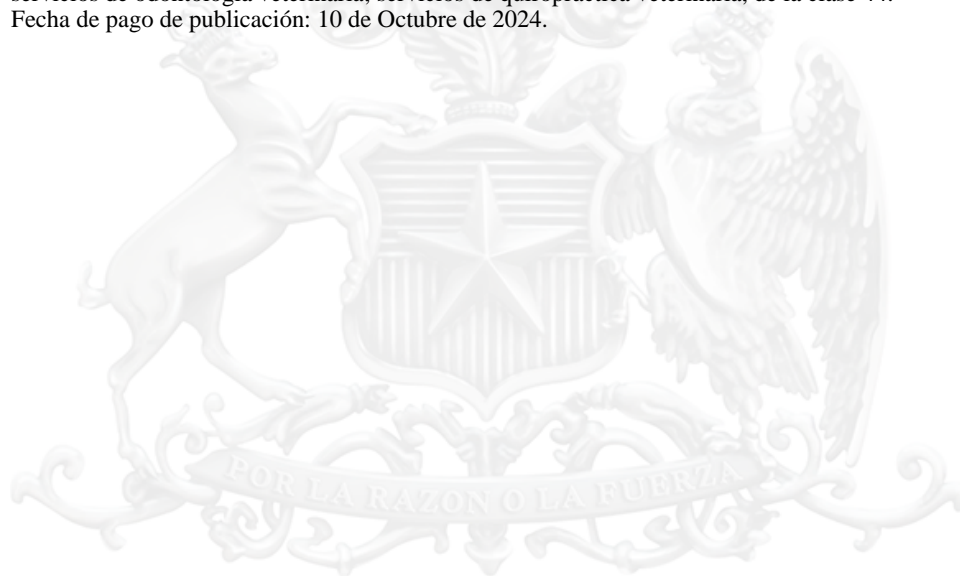 servicios de odontología veterinaria, servicios de quiropráctica veterinaria, de la clase 44.
Fecha de pago de publicación: 10 de Octubre de 2024.
POR LA RAZON O LA FUERZA